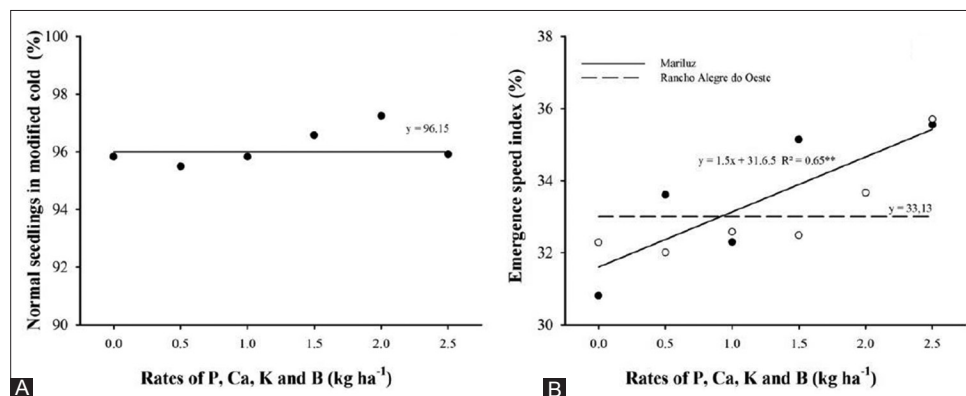 Normal seedlings in modified cold (%)
100
98
96
94
92
90
y = 96.15
0.0 0.5 1.0 1.5 2.0 2.5
Rates of P, Ca, K and B (kg ha-1)
A
Emergence speed index (%)
38
36
34
32
30
Mariluz
Rancho Alegre do Oeste
y = 1.5x + 31.6.5 R² = 0.65**
y = 33,13
0.0 0.5 1.0 1.5 2.0 2.5
Rates of P, Ca, K and B (kg ha-1)
B